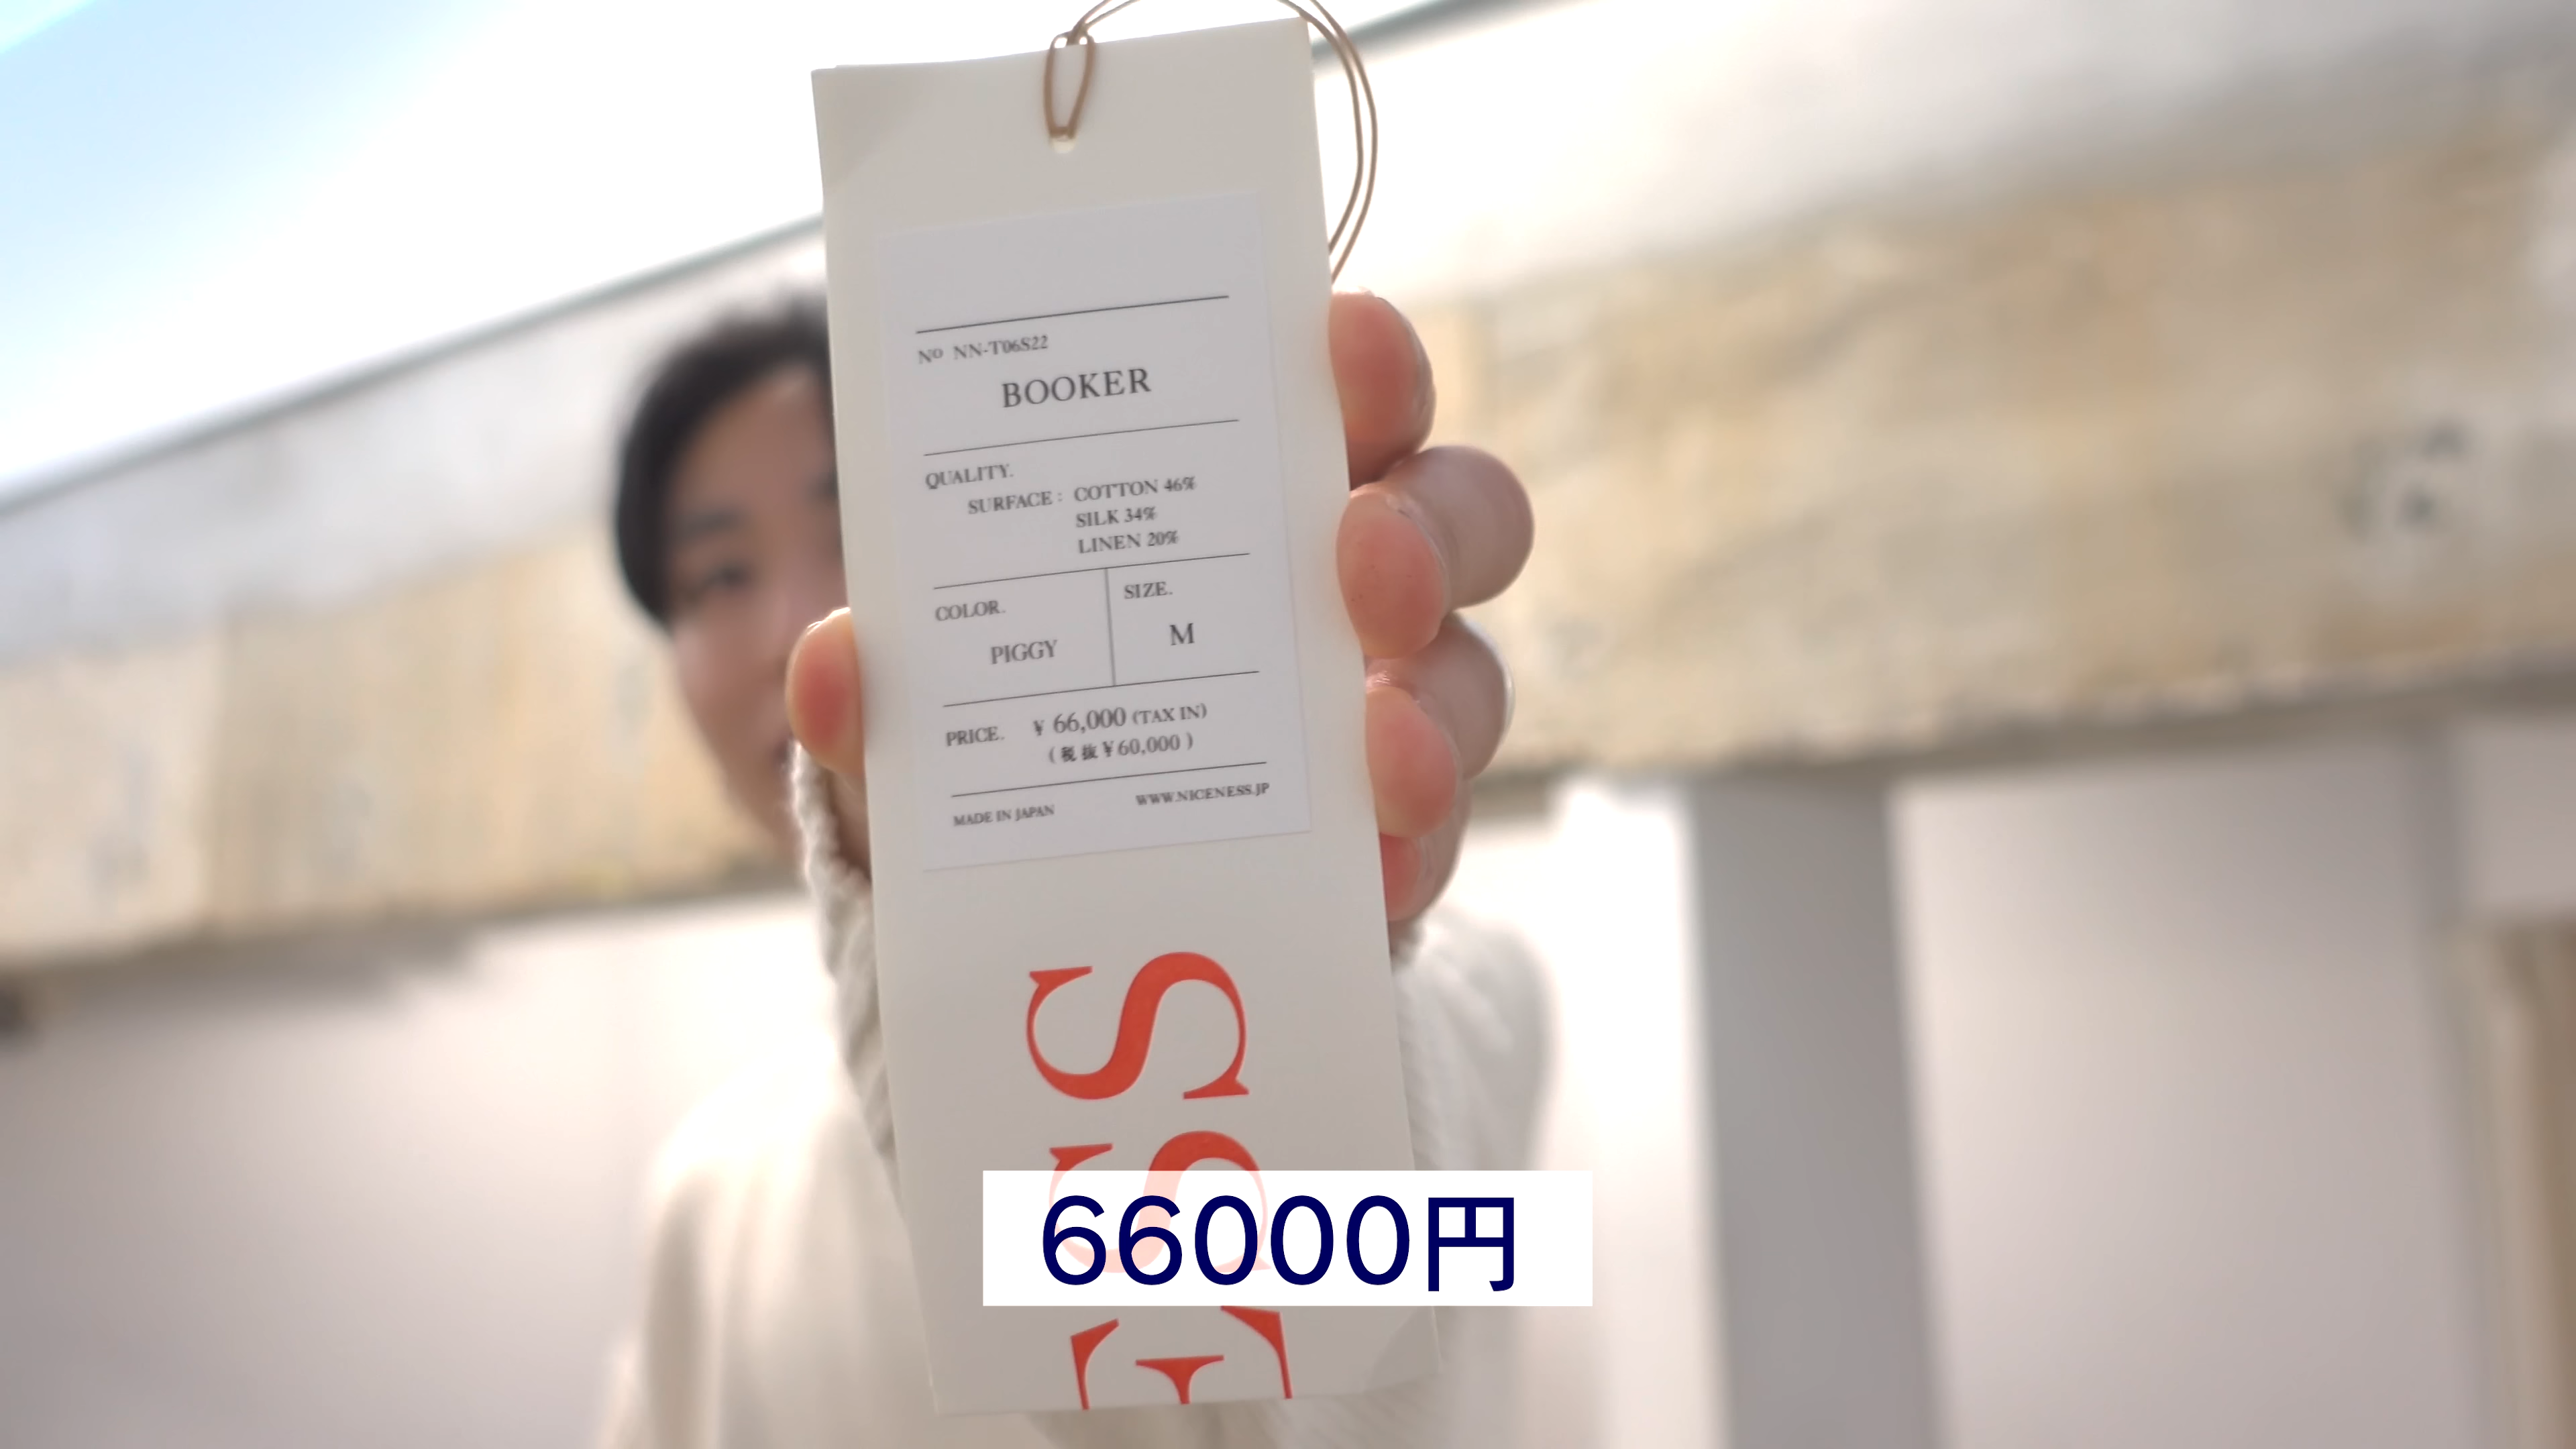 Nº NN-T06S22
BOOKER
QUALITY.
SURFACE : COTTON 46%
SILK 34%
LINEN 20%
COLOR.
PIGGY
SIZE.
M
PRICE. ¥ 66,000 (TAX IN)
( 税抜 ¥60,000 )
MADE IN JAPAN
WWW.NICENESS.JP
ESS
66000円